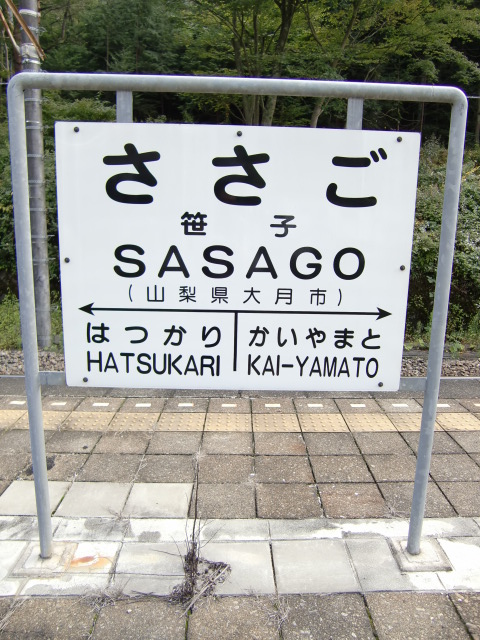 ささご
笹子
SASAGO
(山梨県大月市)
はつかり かいやまと
HATSUKARI KAI-YAMATO